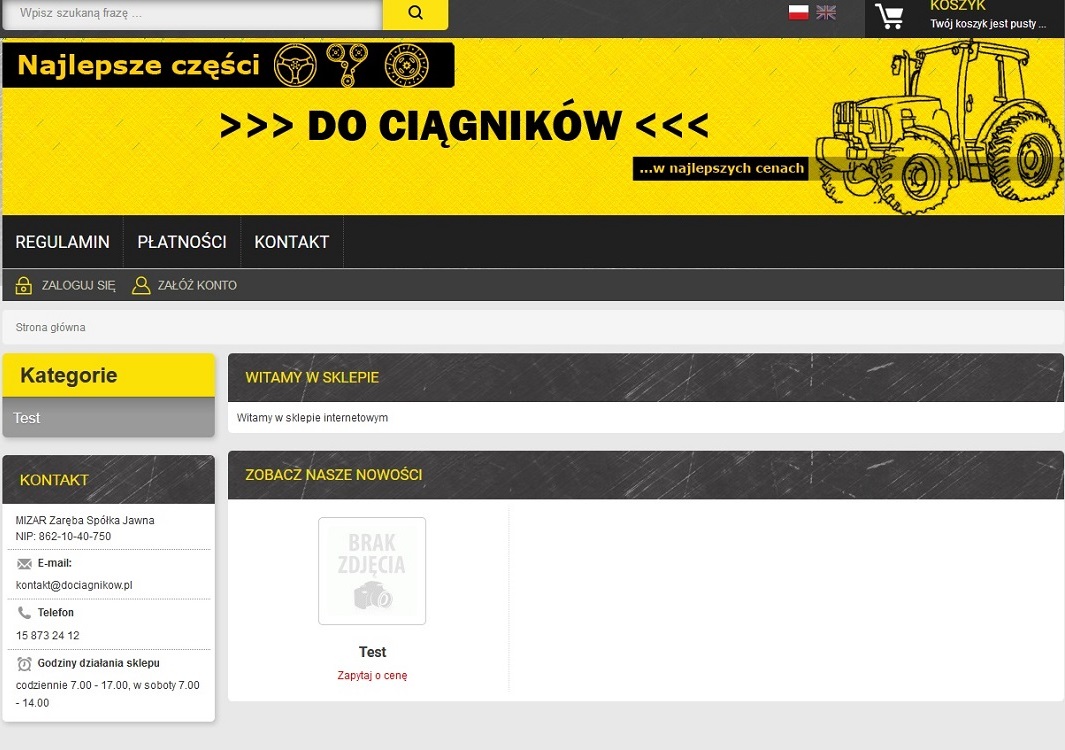 Wpisz szukaną frazę ...
KOSZYK
Twój koszyk jest pusty ...
Najlepsze części
>>> DO CIĄGNIKÓW <<<
...w najlepszych cenach
REGULAMIN PŁATNOŚCI KONTAKT
ZALOGUJ SIĘ ZAŁÓŻ KONTO
Strona główna
Kategorie
Test
WITAMY W SKLEPIE
Witamy w sklepie internetowym
KONTAKT
MIZAR Zaręba Spółka Jawna
NIP: 862-10-40-750
E-mail:
kontakt@dociagnikow.pl
Telefon
15 873 24 12
Godziny działania sklepu
codziennie 7.00 - 17.00, w soboty 7.00
- 14.00
ZOBACZ NASZE NOWOŚCI
BRAK
ZDJĘCIA
Test
Zapytaj o cenę